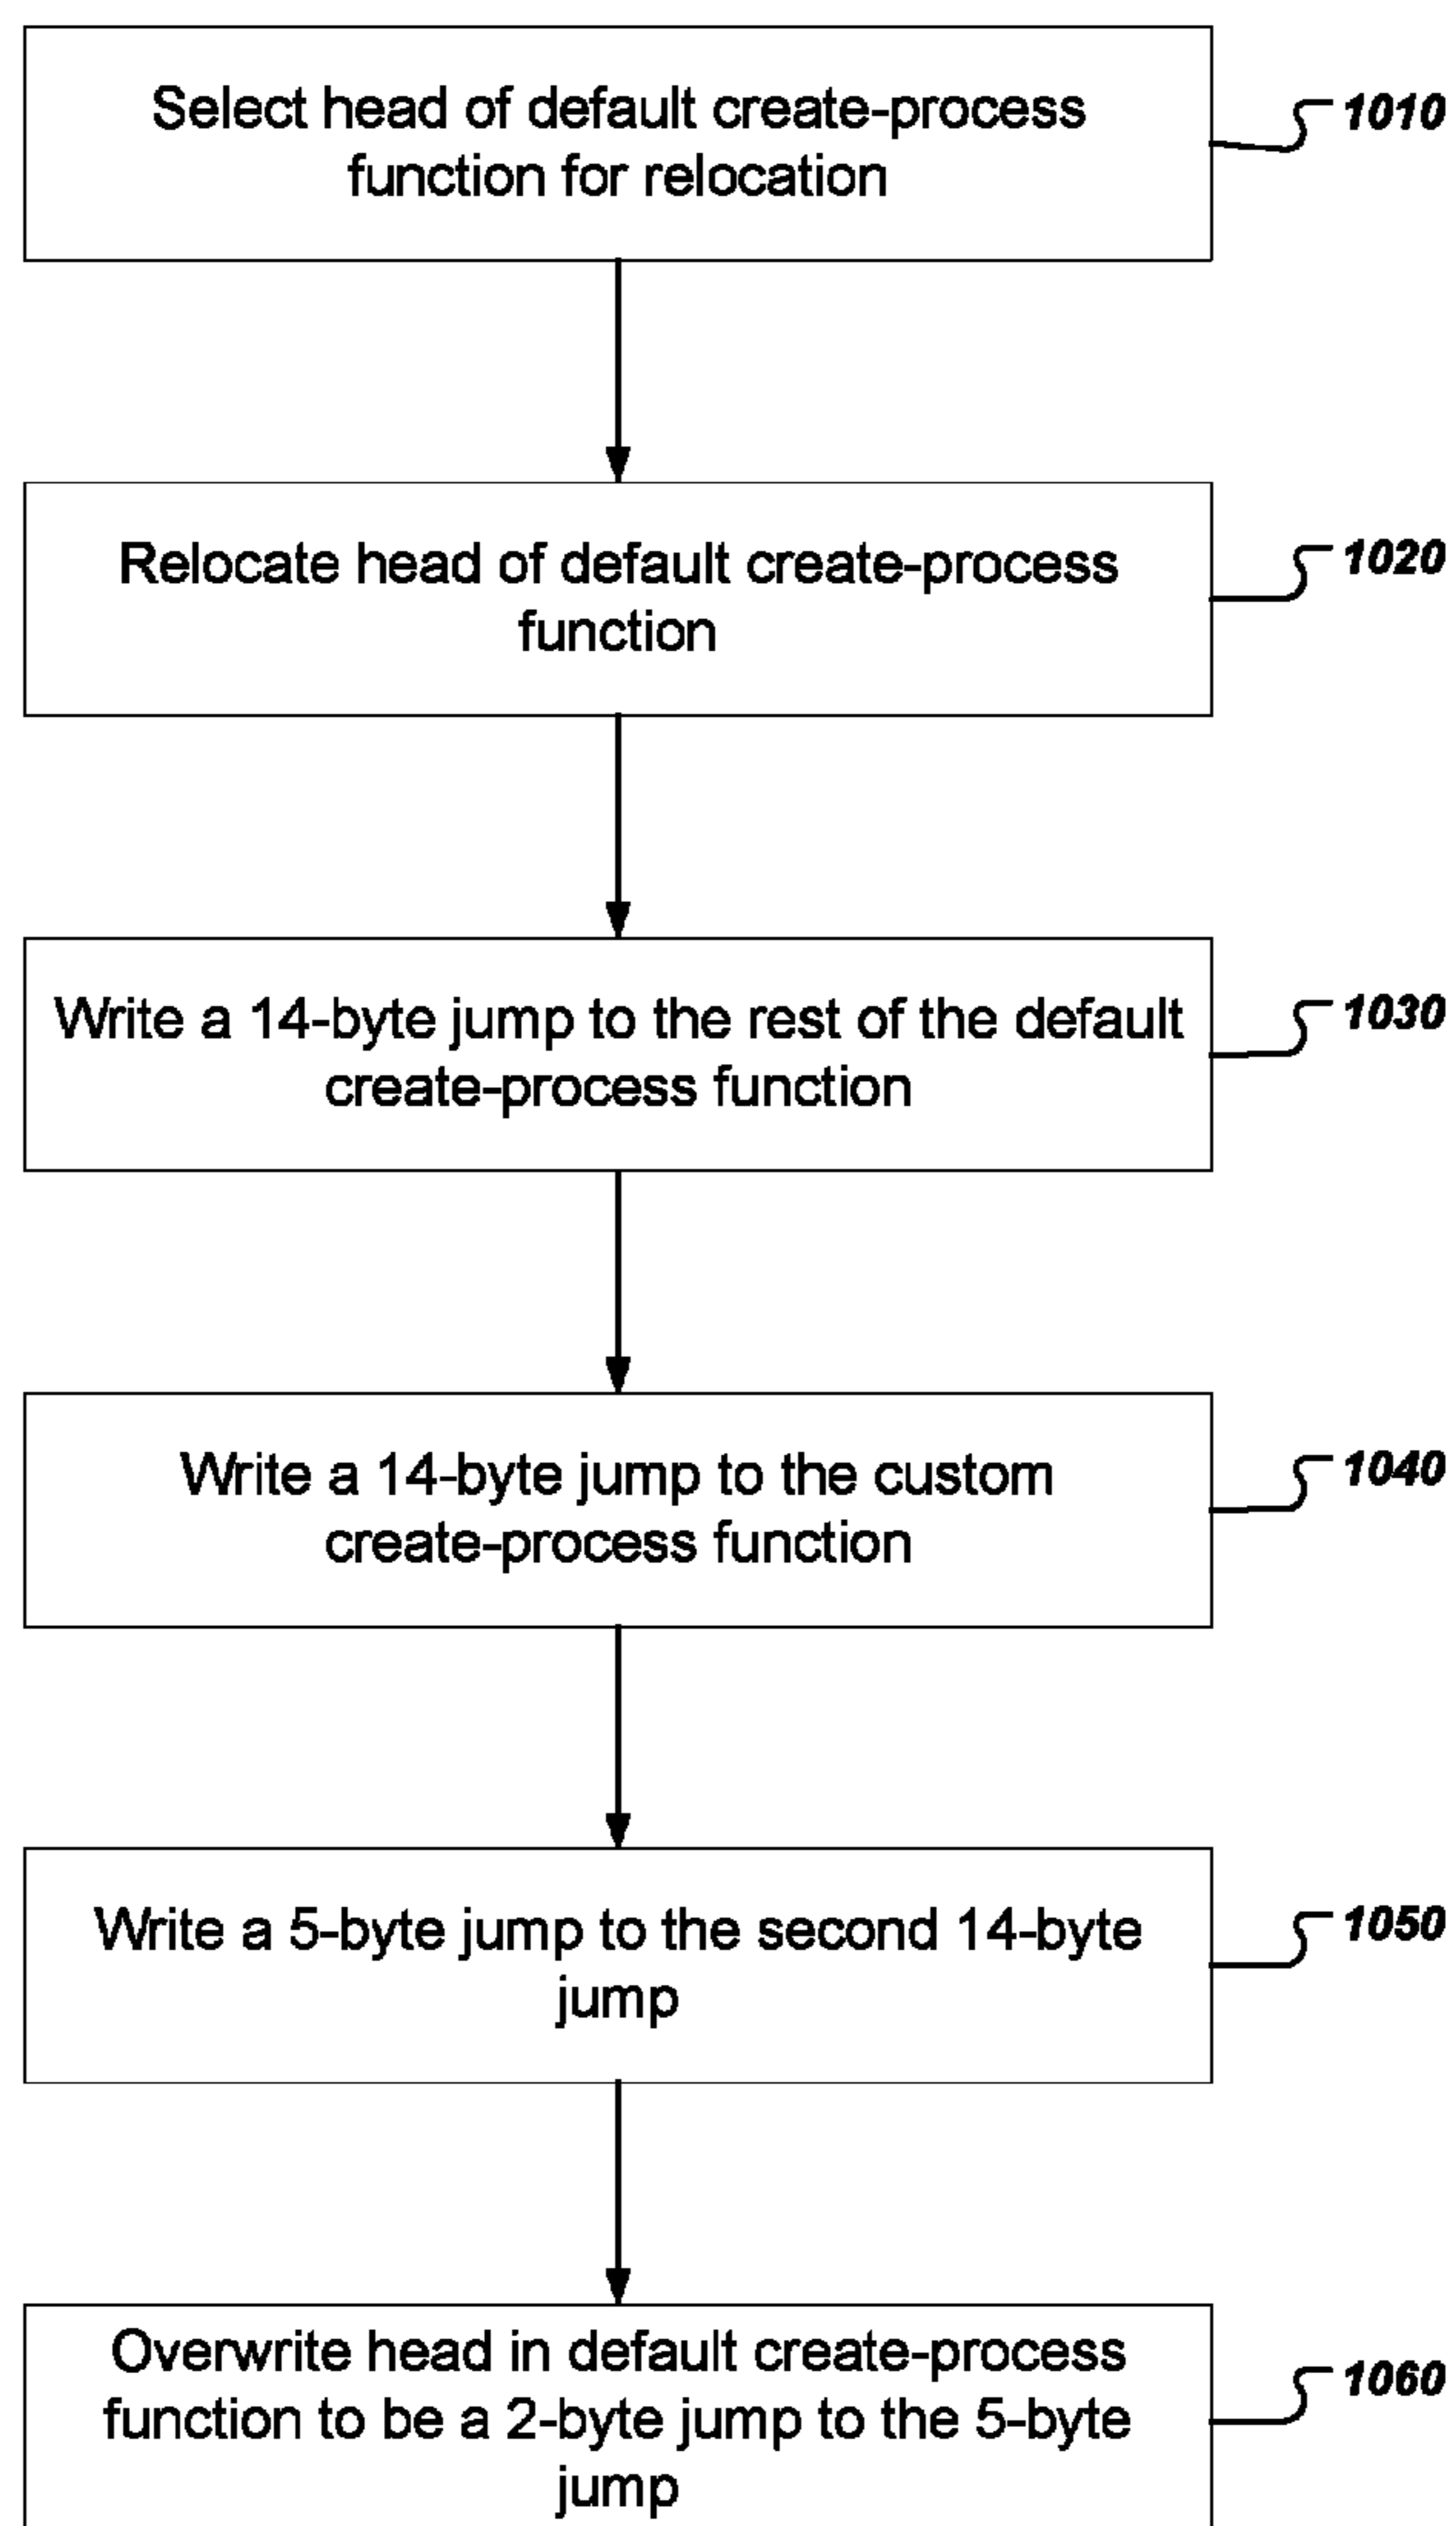 Select head of default create-process
function for relocation
1010
Relocate head of default create-process
function
1020
Write a 14-byte jump to the rest of the default
create-process function
1030
Write a 14-byte jump to the custom
create-process function
1040
Write a 5-byte jump to the second 14-byte
jump
1050
Overwrite head in default create-process
function to be a 2-byte jump to the 5-byte
jump
1060